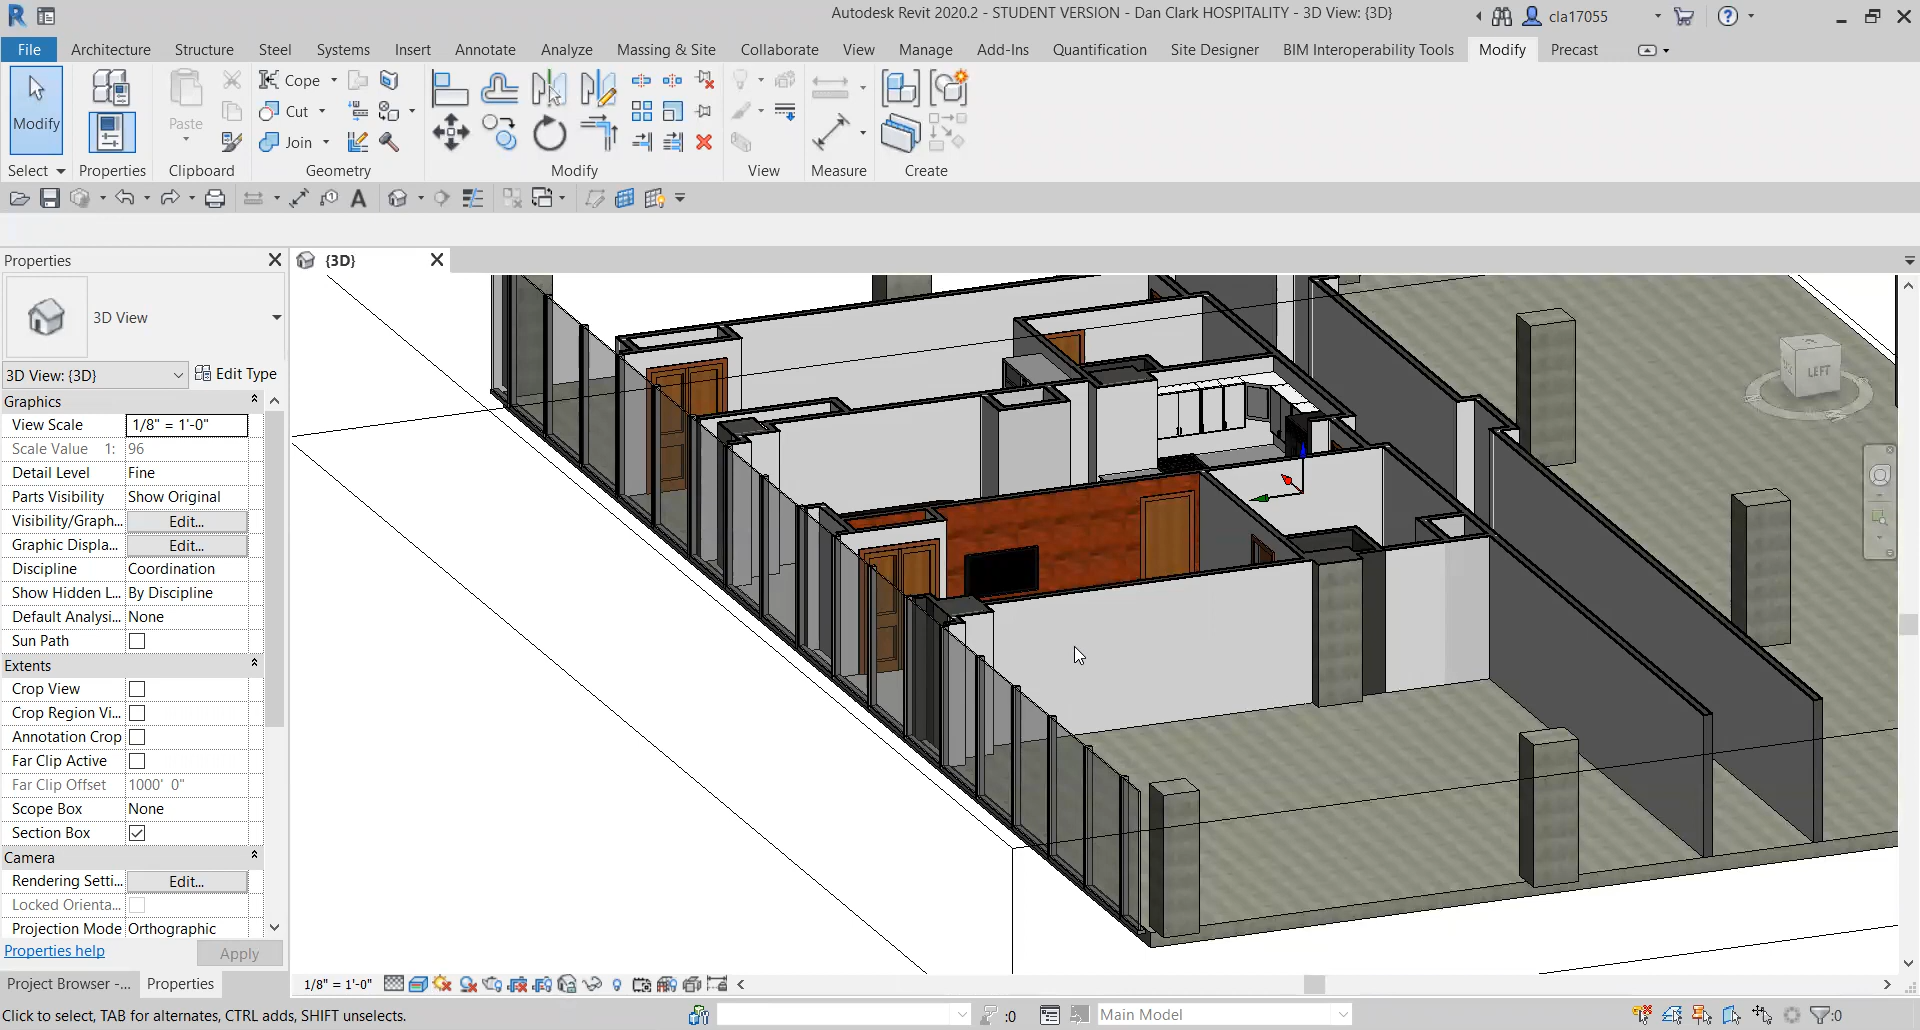 Autodesk Revit 2020.2 - STUDENT VERSION - Dan Clark HOSPITALITY - 3D View: {3D}
cla17055
File Architecture Structure Steel Systems Insert Annotate Analyze Massing & Site Collaborate View Manage Add-Ins Quantification Site Designer BIM Interoperability Tools Modify Precast
Modify
Paste
Cope
Cut
Join
Select Properties Clipboard Geometry Modify View Measure Create
Properties
{3D}
3D View
3D View: {3D} Edit Type
Graphics
View Scale 1/8" = 1'-0"
Scale Value 1: 96
Detail Level Fine
Parts Visibility Show Original
Visibility/Graph... Edit...
Graphic Displa... Edit...
Discipline Coordination
Show Hidden L... By Discipline
Default Analysi... None
Sun Path
Extents
Crop View
Crop Region Vi...
Annotation Crop
Far Clip Active
Far Clip Offset 1000' 0"
Scope Box None
Section Box
Camera
Rendering Setti... Edit...
Locked Orienta...
Projection Mode Orthographic
Properties help Apply
LEFT
Project Browser -... Properties
1/8" = 1'-0"
Click to select, TAB for alternates, CTRL adds, SHIFT unselects.
:0
Main Model
:0